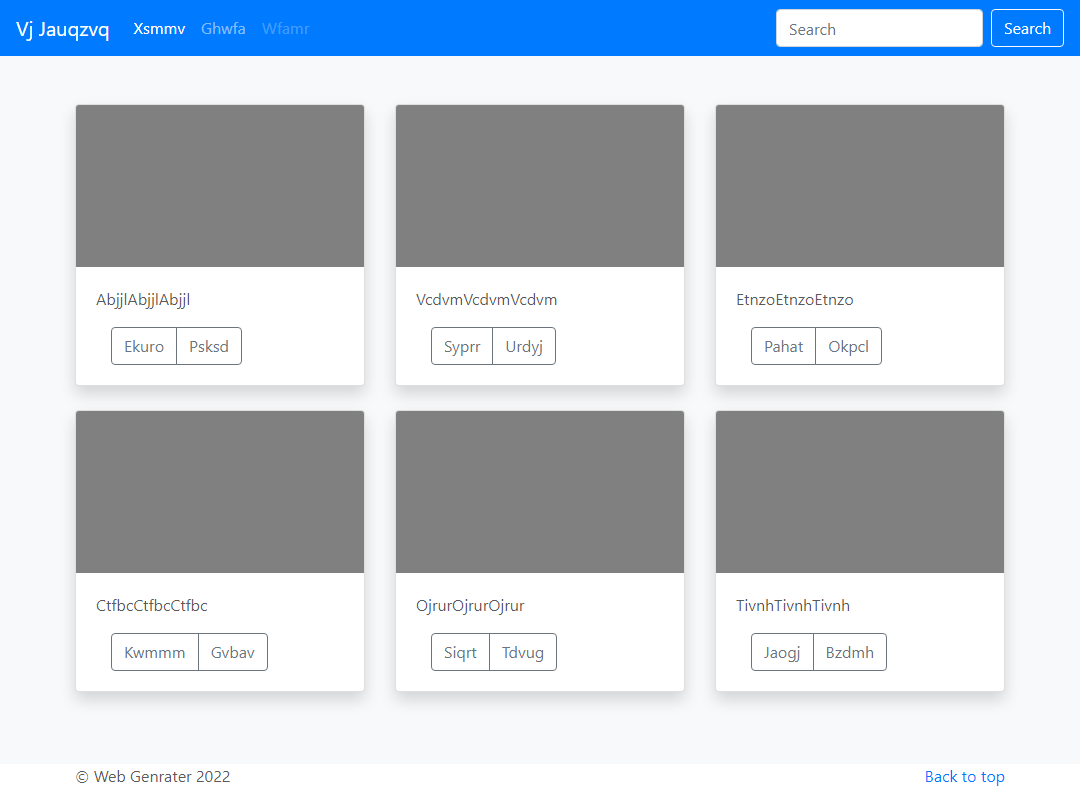 Vj Jauqzvq Xsmmv Ghwfa Wfamr Search Search
AbjjlAbjjlAbjjl VcdvmVcdvmVcdvm EtnzoEtnzoEtnzo
Ekuro Psksd Syprr Urdyj Pahat Okpcl
CtfbcCtfbcCtfbc OjrurOjrurOjrur TivnhTivnhTivnh
Kwmmm Gvbav Siqrt Tdvug Jaogj Bzdmh
© Web Genrater 2022 Back to top